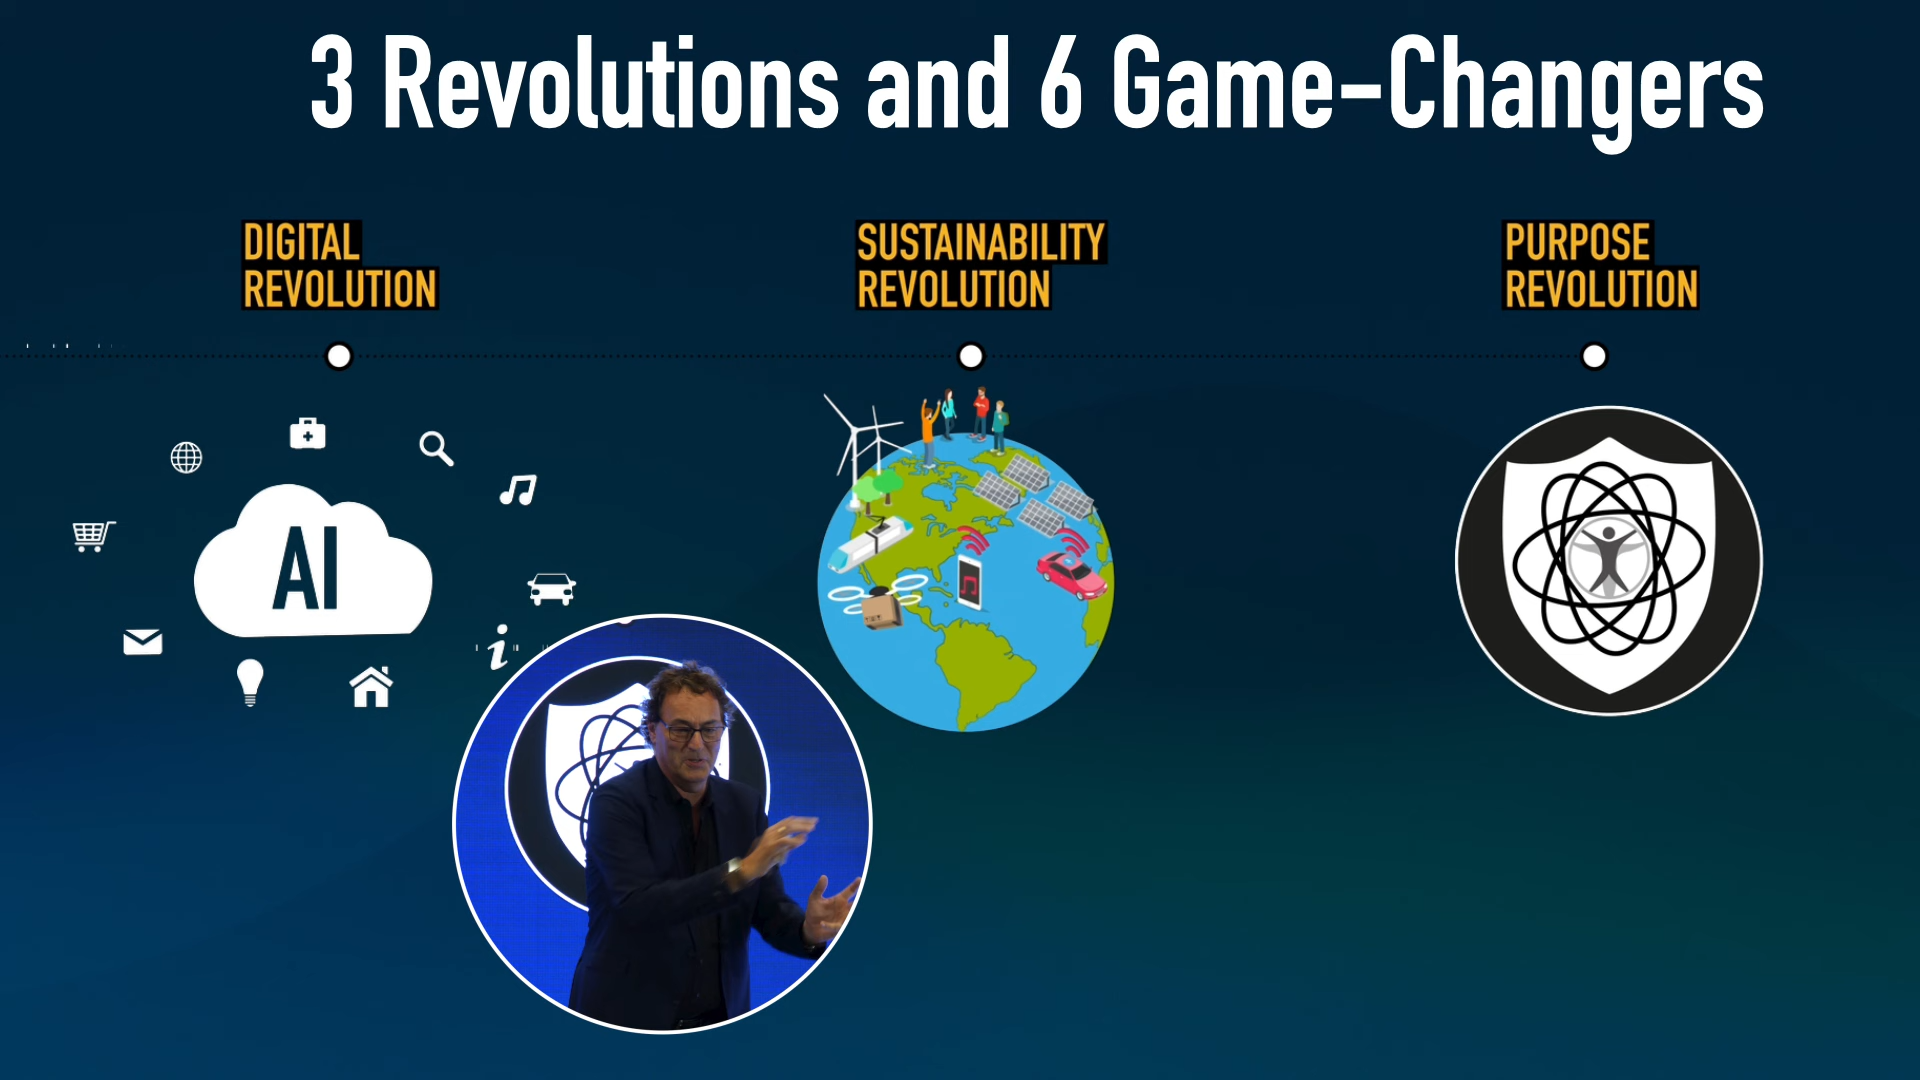 3 Revolutions and 6 Game-Changers
DIGITAL
REVOLUTION
SUSTAINABILITY
REVOLUTION
PURPOSE
REVOLUTION
AI
i